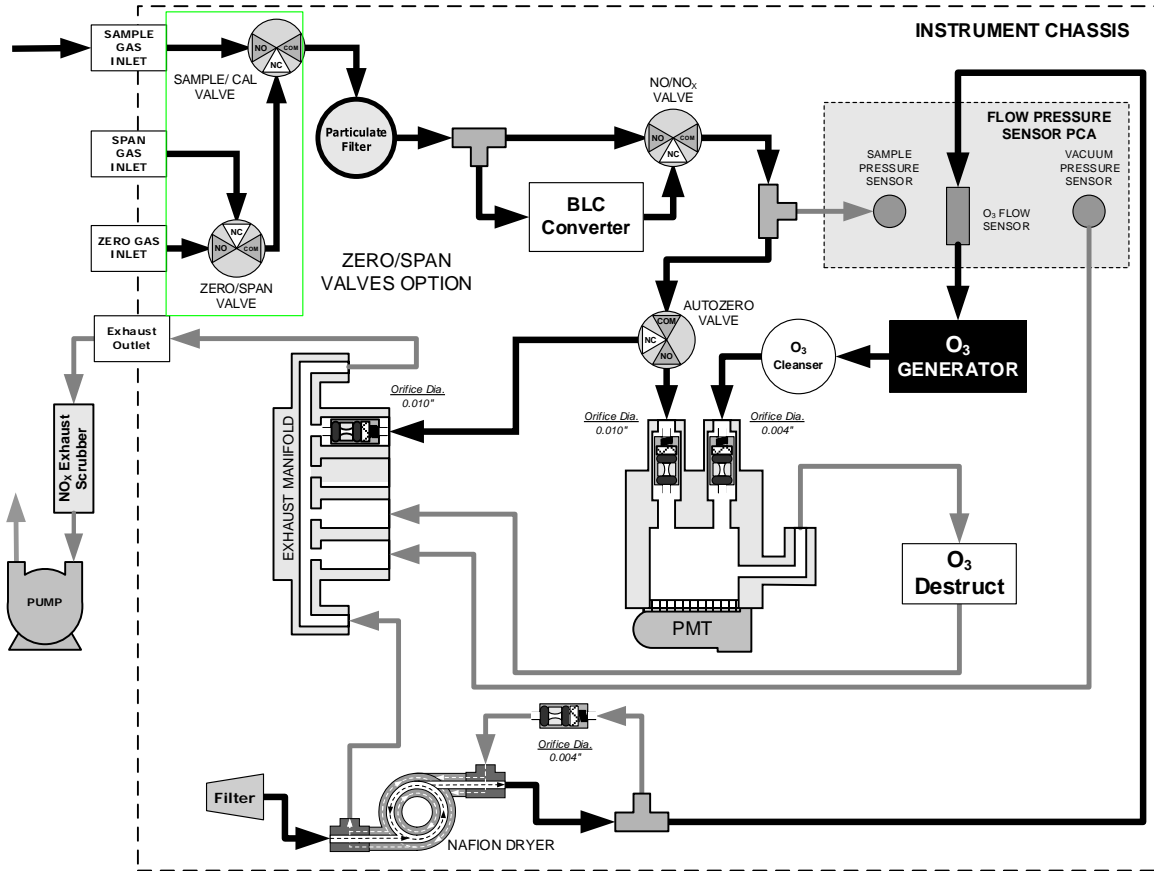 INSTRUMENT CHASSIS
SAMPLE
GAS
INLET
NO
COM
NC
SAMPLE/ CAL
VALVE
SPAN
GAS
INLET
ZERO GAS
INLET
NC
NO
COM
ZERO/SPAN
VALVE
ZERO/SPAN
VALVES OPTION
Particulate
Filter
NO/NOX
VALVE
NO
COM
NC
BLC
Converter
FLOW PRESSURE
SENSOR PCA
SAMPLE
PRESSURE
SENSOR
VACUUM
PRESSURE
SENSOR
O3 FLOW
SENSOR
AUTOZERO
VALVE
COM
NC
NO
O3
Cleanser
O3
GENERATOR
Exhaust
Outlet
NOX Exhaust
Scrubber
PUMP
EXHAUST MANIFOLD
Orifice Dia.
0.010"
Orifice Dia.
0.010"
Orifice Dia.
0.004"
PMT
O3
Destruct
Orifice Dia.
0.004"
Filter
NAFION DRYER